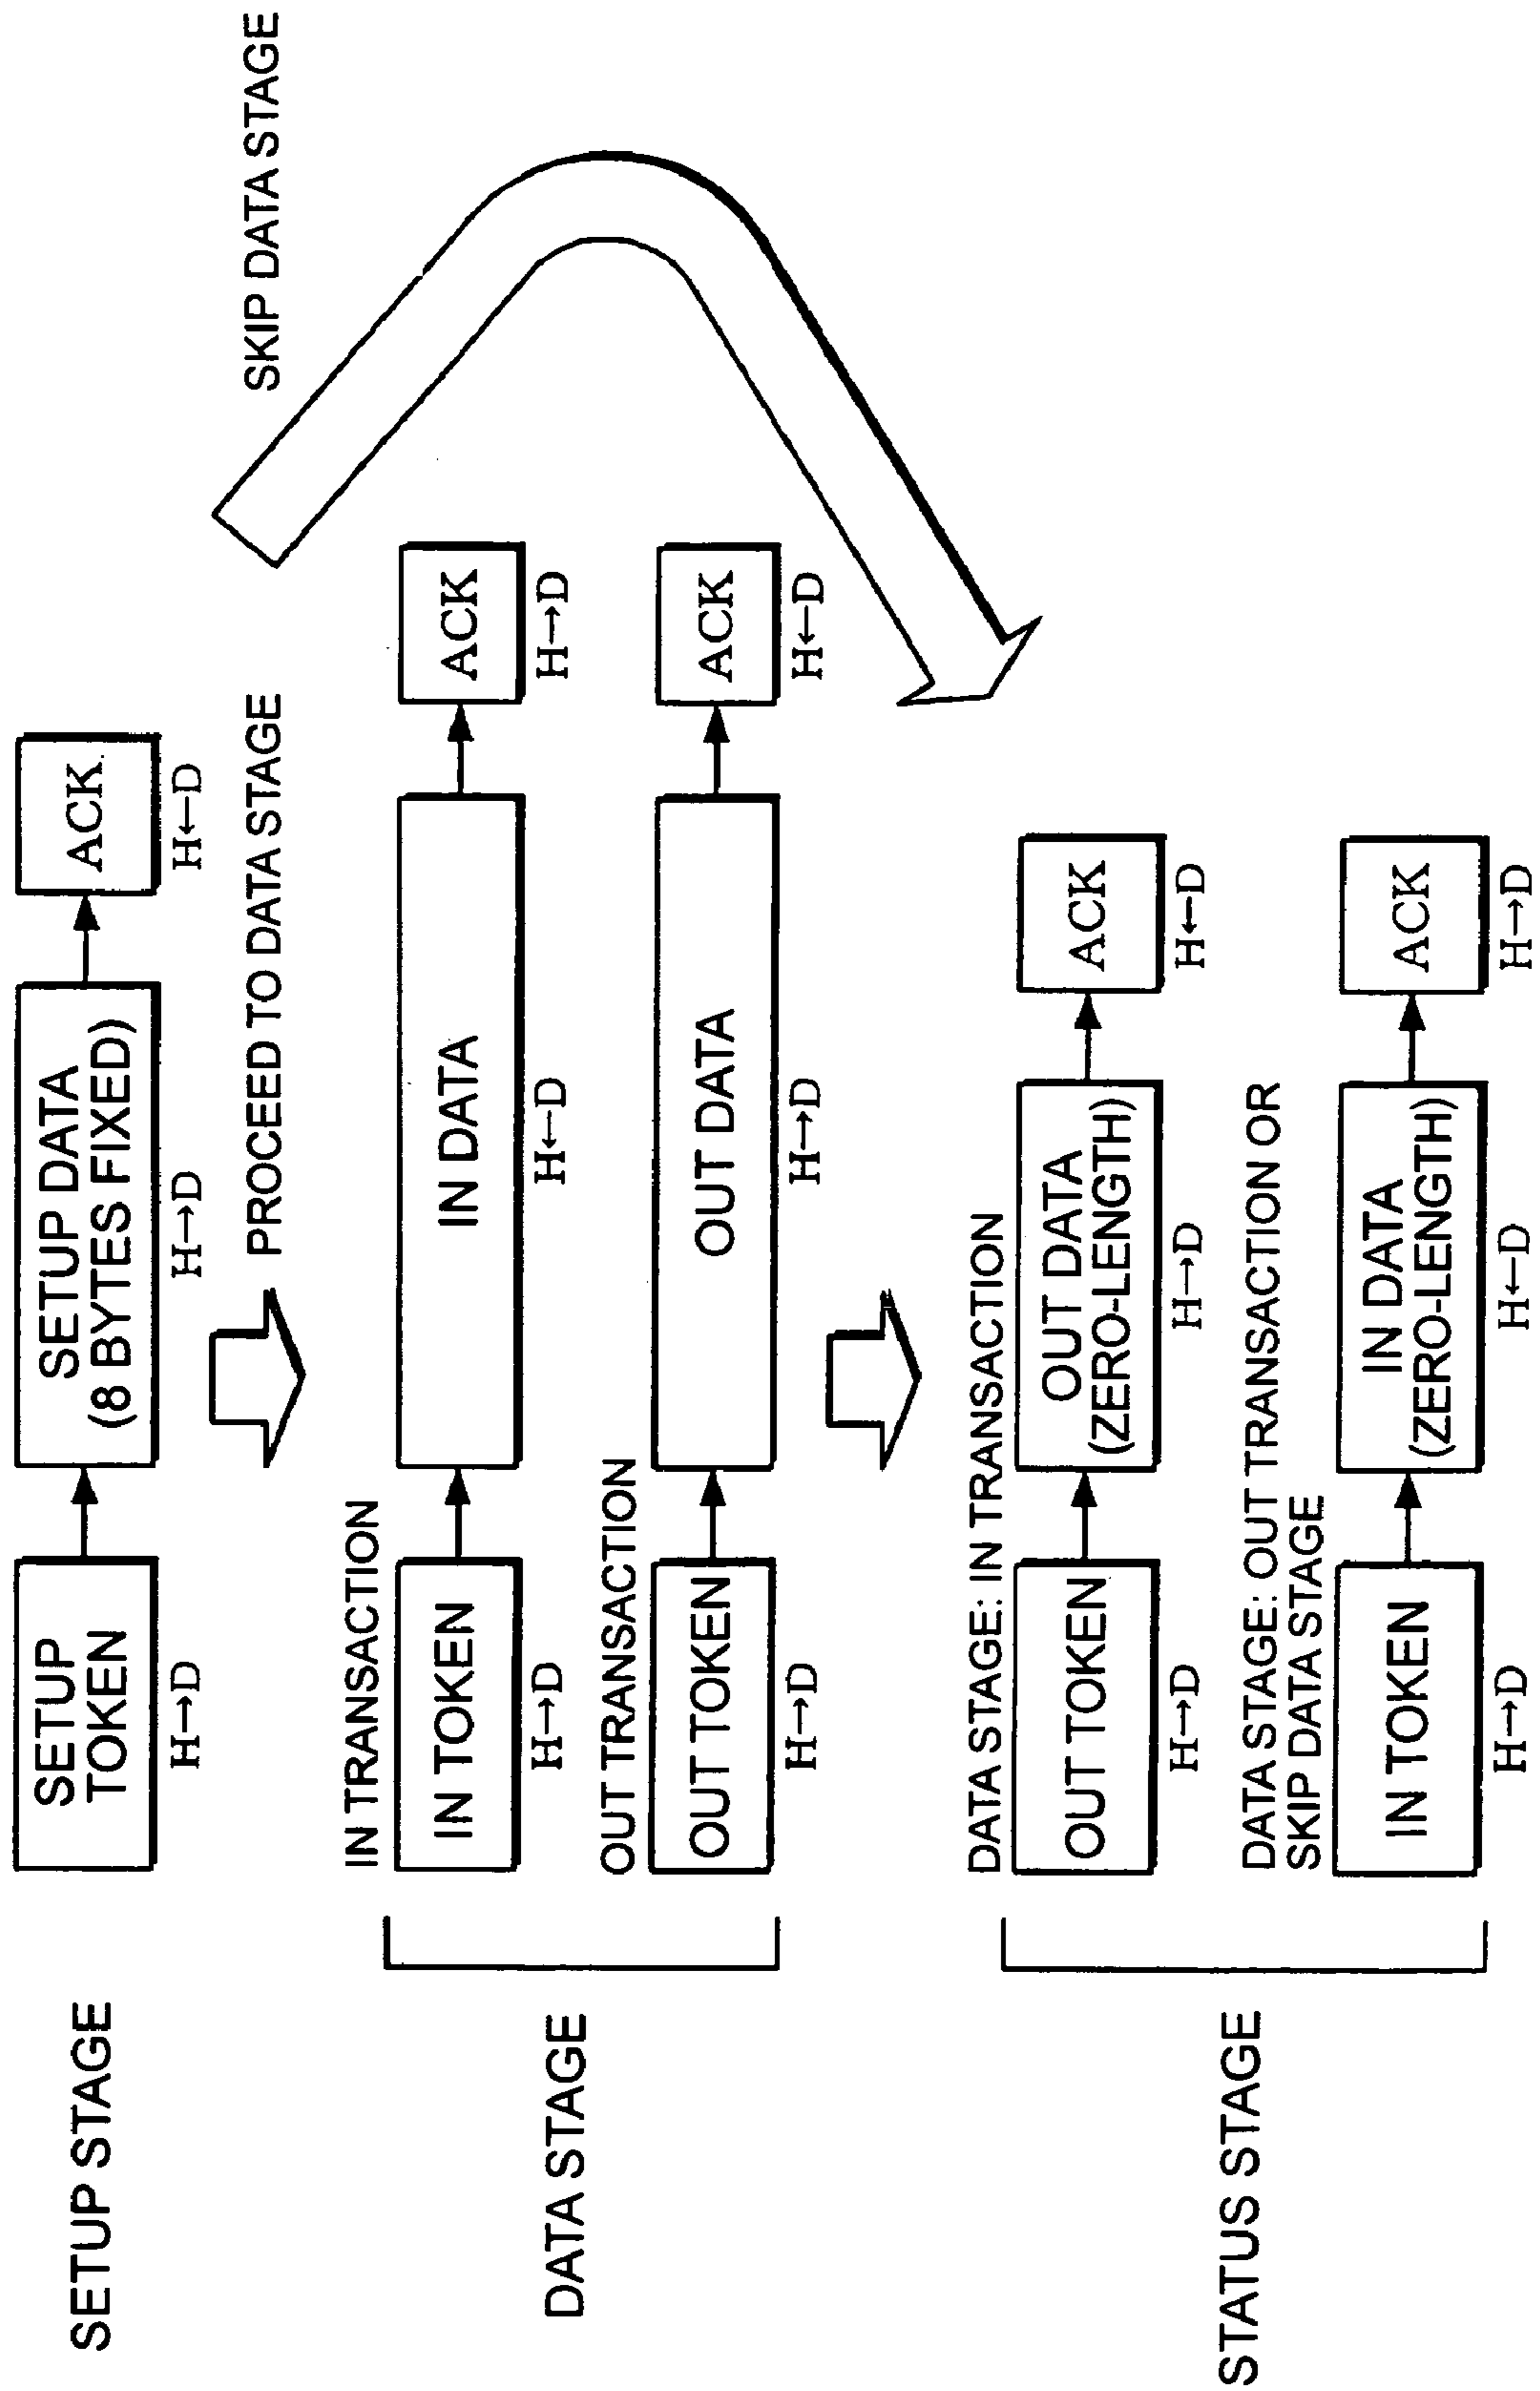 SETUP STAGE
SETUP
TOKEN
H→D
SETUP DATA
(8 BYTES FIXED)
H→D
ACK
H←D
PROCEED TO DATA STAGE
SKIP DATA STAGE
DATA STAGE
IN TRANSACTION
IN TOKEN
H→D
IN DATA
H←D
ACK
H→D
OUT TRANSACTION
OUT TOKEN
H→D
OUT DATA
H→D
ACK
H←D
STATUS STAGE
DATA STAGE: IN TRANSACTION
OUT TOKEN
H→D
OUT DATA
(ZERO-LENGTH)
H→D
ACK
H←D
DATA STAGE: OUT TRANSACTION OR
SKIP DATA STAGE
IN TOKEN
H→D
IN DATA
(ZERO-LENGTH)
H←D
ACK
H→D